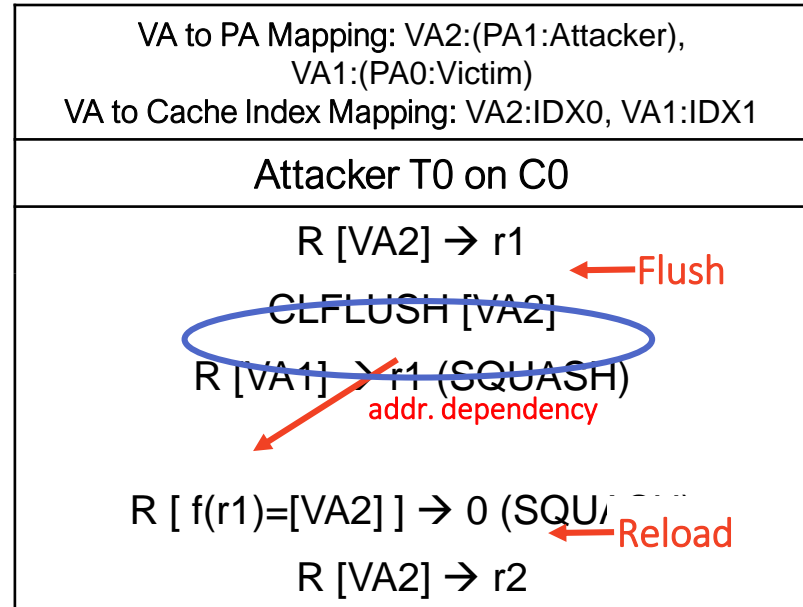 VA to PA Mapping: VA2:(PA1:Attacker),
VA1:(PA0:Victim)
VA to Cache Index Mapping: VA2:IDX0, VA1:IDX1
Attacker T0 on C0
R [VA2] → r1
Flush
CLFLUSH [VA2]
R [VA1] → r1 (SQUASH)
addr. dependency
R [ f(r1)=[VA2] ] → 0
Reload
R [VA2] → r2